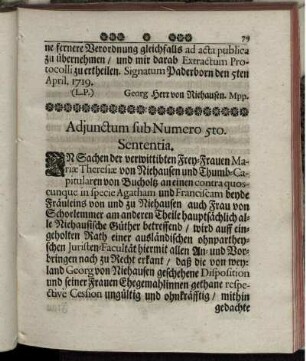 79
ne fernere Verordnung gleichfalls ad acta publica
zu übernehmen / und mir darab Extractum Pro-
tocolli zu ertheilen. Signatum Paderborn den 5ten
April. 1719.
(L.P.) Georg Herr von Niehausen. Mpp.
Adjunctum sub Numero 5to.
Sententia.
IN Sachen der verwittibten Frey-Frauen Ma-
riæ Theresiæ von Niehausen und Thumb-Ca-
pitularen von Bucholtz an einen contra quos-
cunque in specie Agatham und Franciscam beyde
Fräuleins von und zu Niehausen auch Frau von
Schorlemmer am anderen Theile hauptsächlich al-
le Niehausische Güther betreffend / wird auff ein-
geholten Rath einer ausländischen ohnparthey-
schen Juristen Facultät hiermit allen An- und Vor-
bringen nach zu Recht erkant / daß die von wey-
land Georg von Niehausen geschehene Disposition
und seiner Frauen Ehegemahlinnen gethane respe-
ctive Cession ungültig und ohnkräfftig / mithin
gedachte